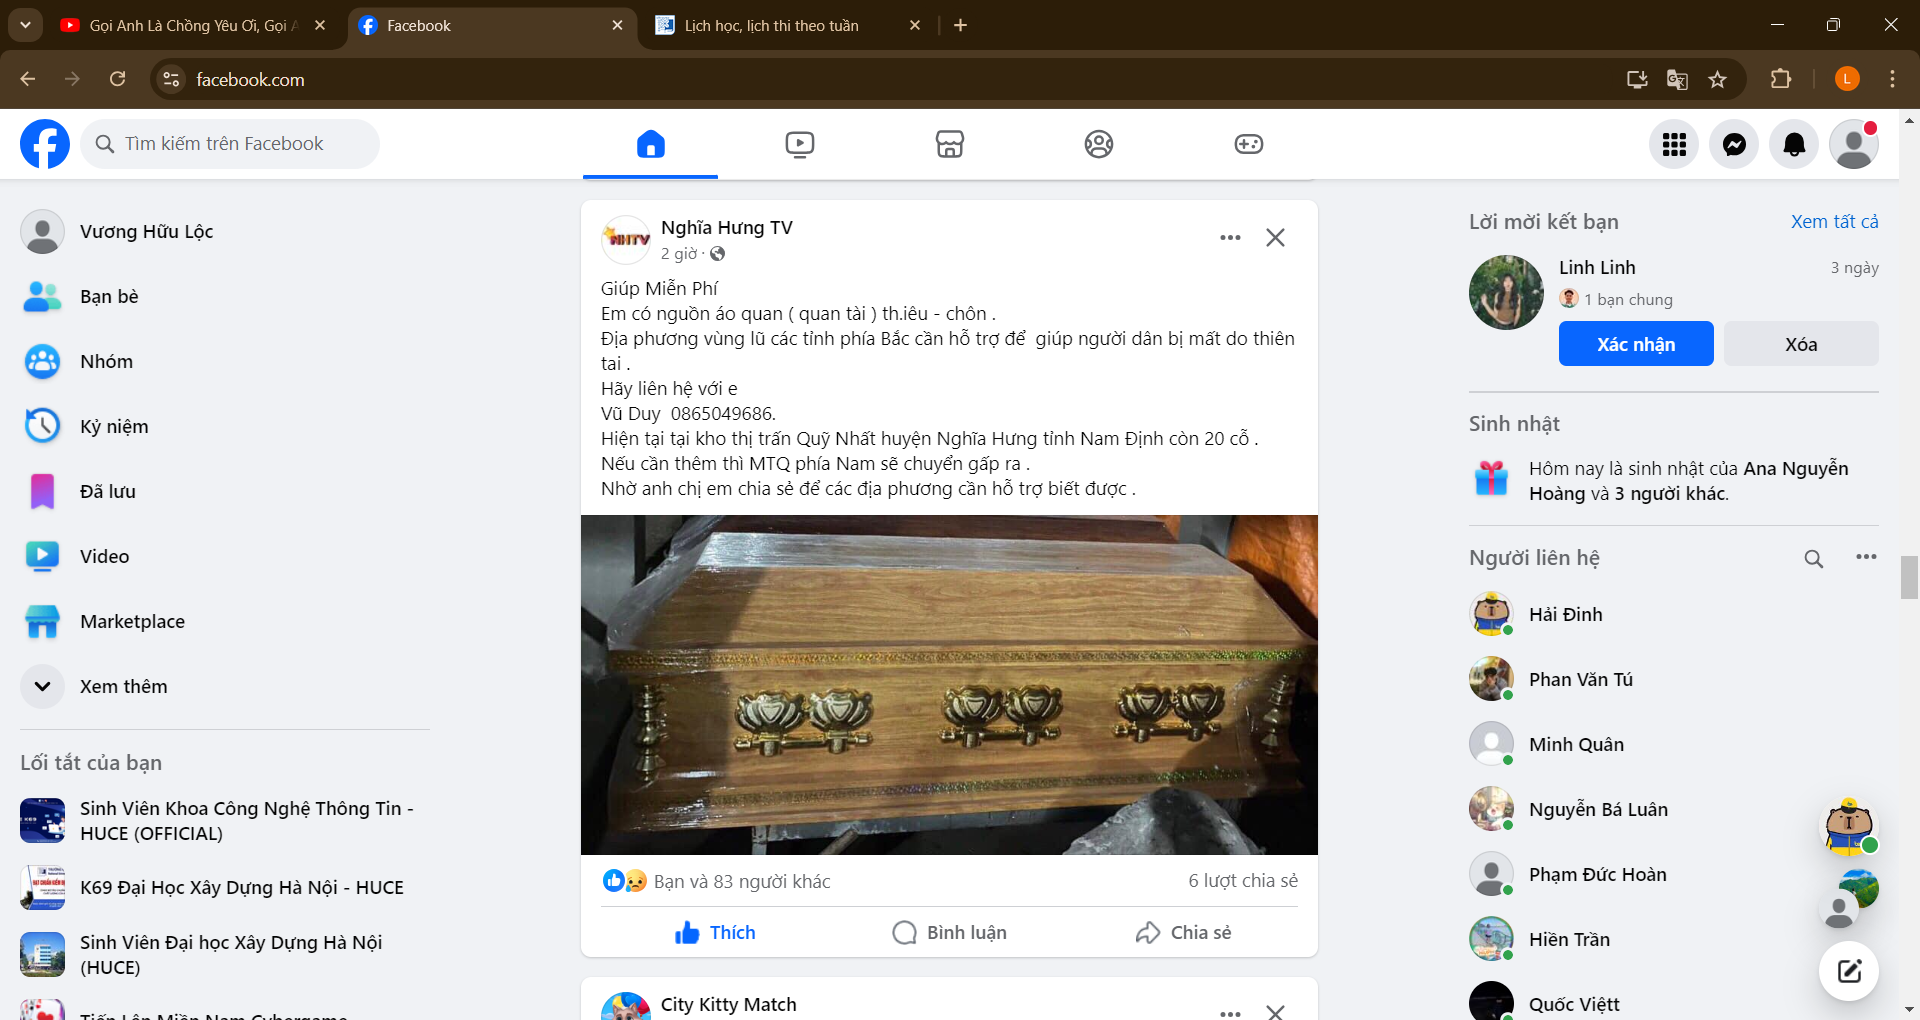 Gọi Anh Là Chồng Yêu Ơi, Gọi A
Facebook
Lịch học, lịch thi theo tuần
facebook.com
L
Tìm kiếm trên Facebook
Vương Hữu Lộc
Bạn bè
Nhóm
Kỷ niệm
Đã lưu
Video
Marketplace
Xem thêm
Lối tắt của bạn
Sinh Viên Khoa Công Nghệ Thông Tin -
HUCE (OFFICIAL)
K69 Đại Học Xây Dựng Hà Nội - HUCE
Sinh Viên Đại học Xây Dựng Hà Nội
(HUCE)
Tiến Lên Miền Nam Cybergame
NHTV
Nghĩa Hưng TV
2 giờ ·
Giúp Miễn Phí
Em có nguồn áo quan ( quan tài ) th.iêu - chôn .
Địa phương vùng lũ các tỉnh phía Bắc cần hỗ trợ để  giúp người dân bị mất do thiên
tai .
Hãy liên hệ với e
Vũ Duy  0865049686.
Hiện tại tại kho thị trấn Quỹ Nhất huyện Nghĩa Hưng tỉnh Nam Định còn 20 cỗ .
Nếu cần thêm thì MTQ phía Nam sẽ chuyển gấp ra .
Nhờ anh chị em chia sẻ để các địa phương cần hỗ trợ biết được .
Bạn và 83 người khác
6 lượt chia sẻ
Thích
Bình luận
Chia sẻ
City Kitty Match
Lời mời kết bạn
Xem tất cả
Linh Linh
3 ngày
1 bạn chung
Xác nhận
Xóa
Sinh nhật
Hôm nay là sinh nhật của Ana Nguyễn
Hoàng và 3 người khác.
Người liên hệ
Hải Đinh
Phan Văn Tú
Minh Quân
Nguyễn Bá Luân
Phạm Đức Hoàn
Hiền Trần
Quốc Việtt